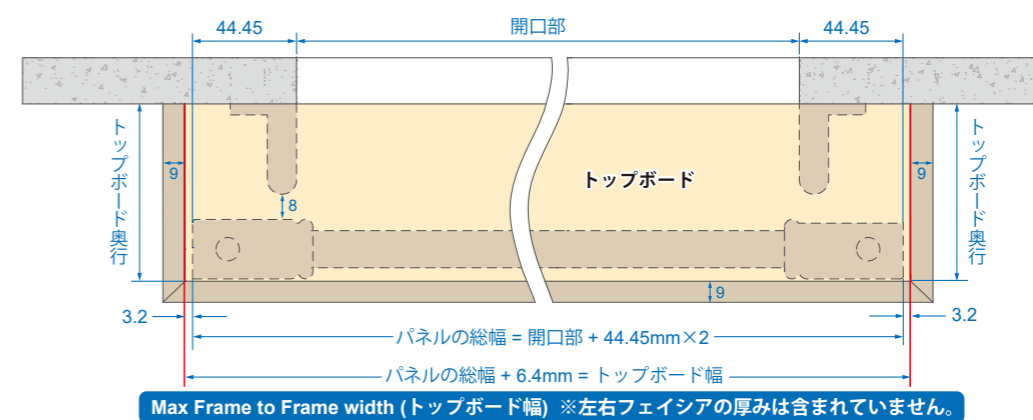 44.45
開口部
44.45
トップボード奥行
9
8
トップボード
9
トップボード奥行
9
3.2
3.2
パネルの総幅 = 開口部 + 44.45mm×2
パネルの総幅 + 6.4mm = トップボード幅
Max Frame to Frame width (トップボード幅) ※左右フェイシアの厚みは含まれていません。